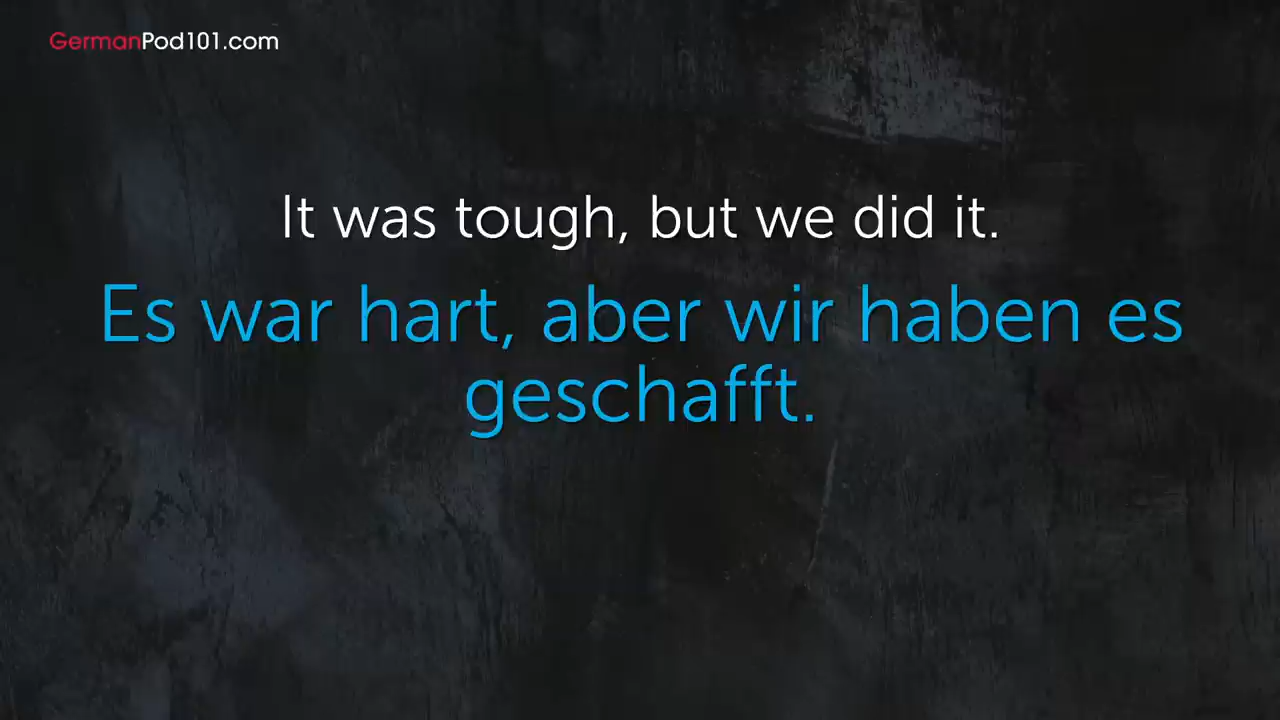 GermanPod101.com
It was tough, but we did it.
Es war hart, aber wir haben es
geschafft.